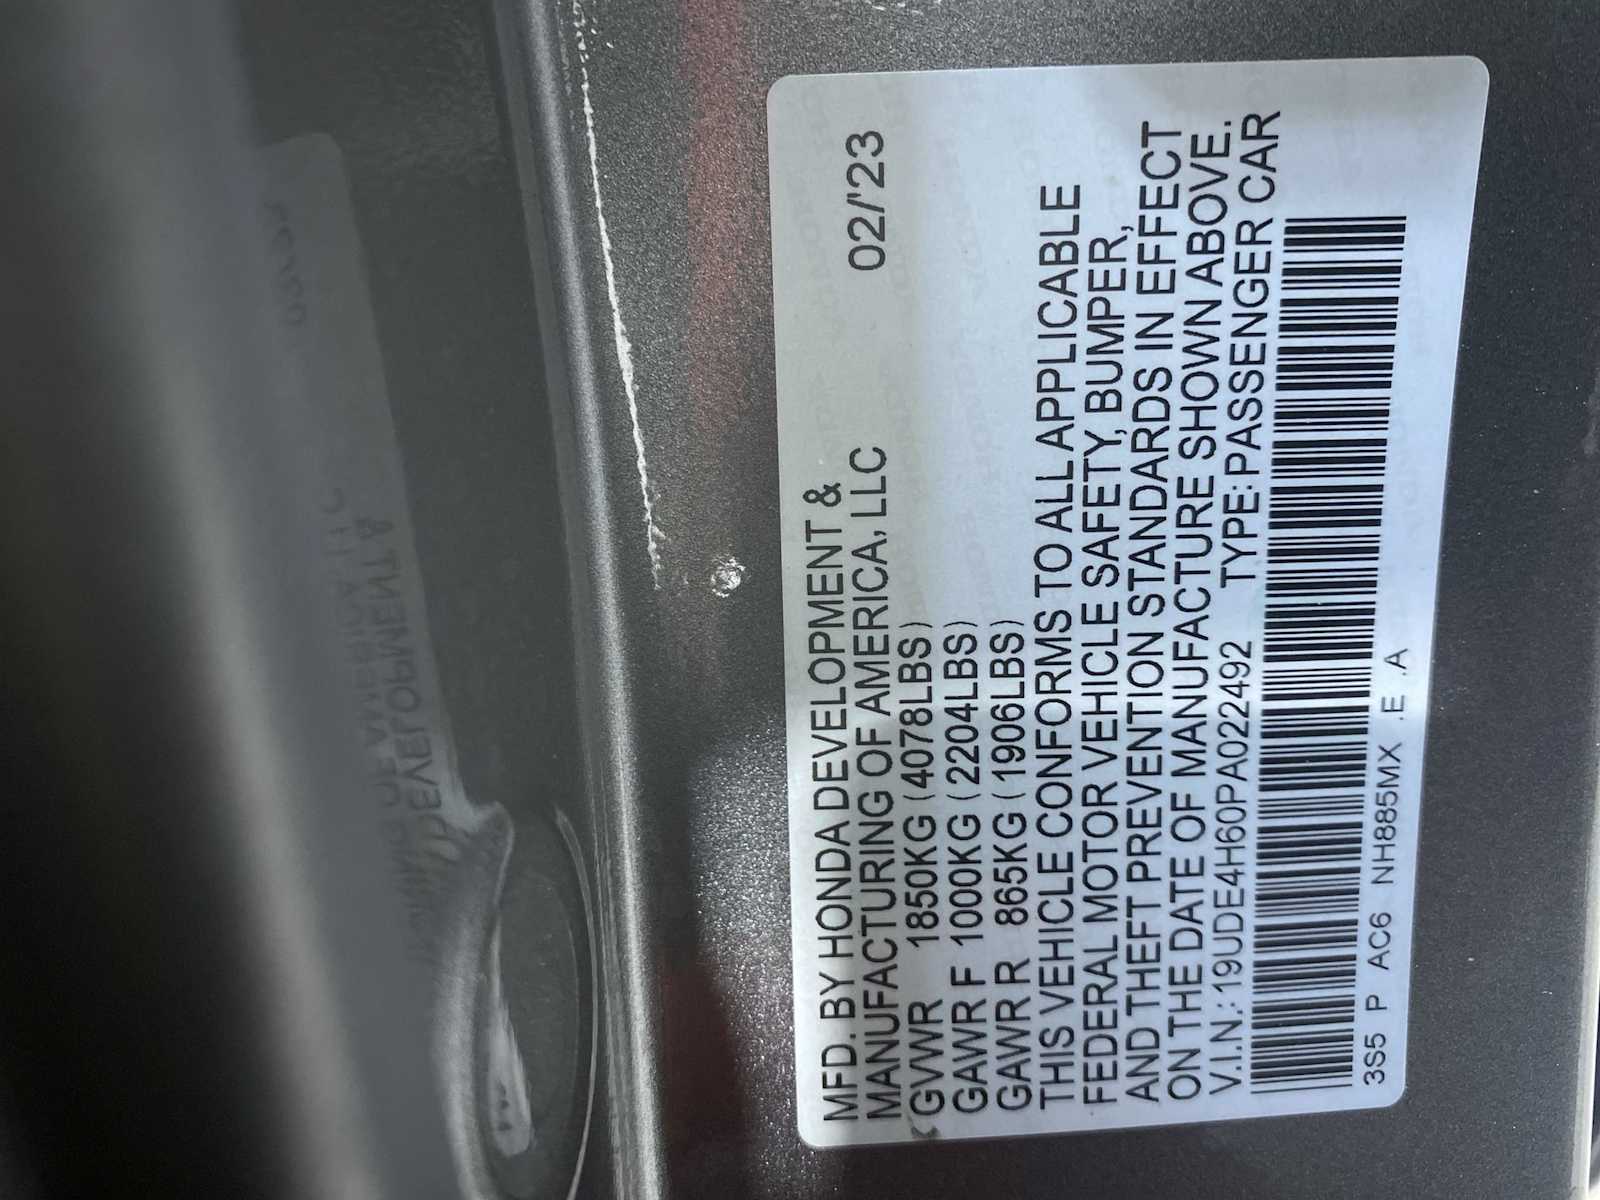 MFD. BY HONDA DEVELOPMENT &
MANUFACTURING OF AMERICA, LLC 02/'23
GVWR 1850KG (4078LBS)
GAWR F 1000KG (2204LBS)
GAWR R 865KG (1906LBS)
THIS VEHICLE CONFORMS TO ALL APPLICABLE
FEDERAL MOTOR VEHICLE SAFETY, BUMPER,
AND THEFT PREVENTION STANDARDS IN EFFECT
ON THE DATE OF MANUFACTURE SHOWN ABOVE.
V.I.N.: 19UDE4H60PA022492 TYPE: PASSENGER CAR
3S5 P AC6 NH885MX .E .A